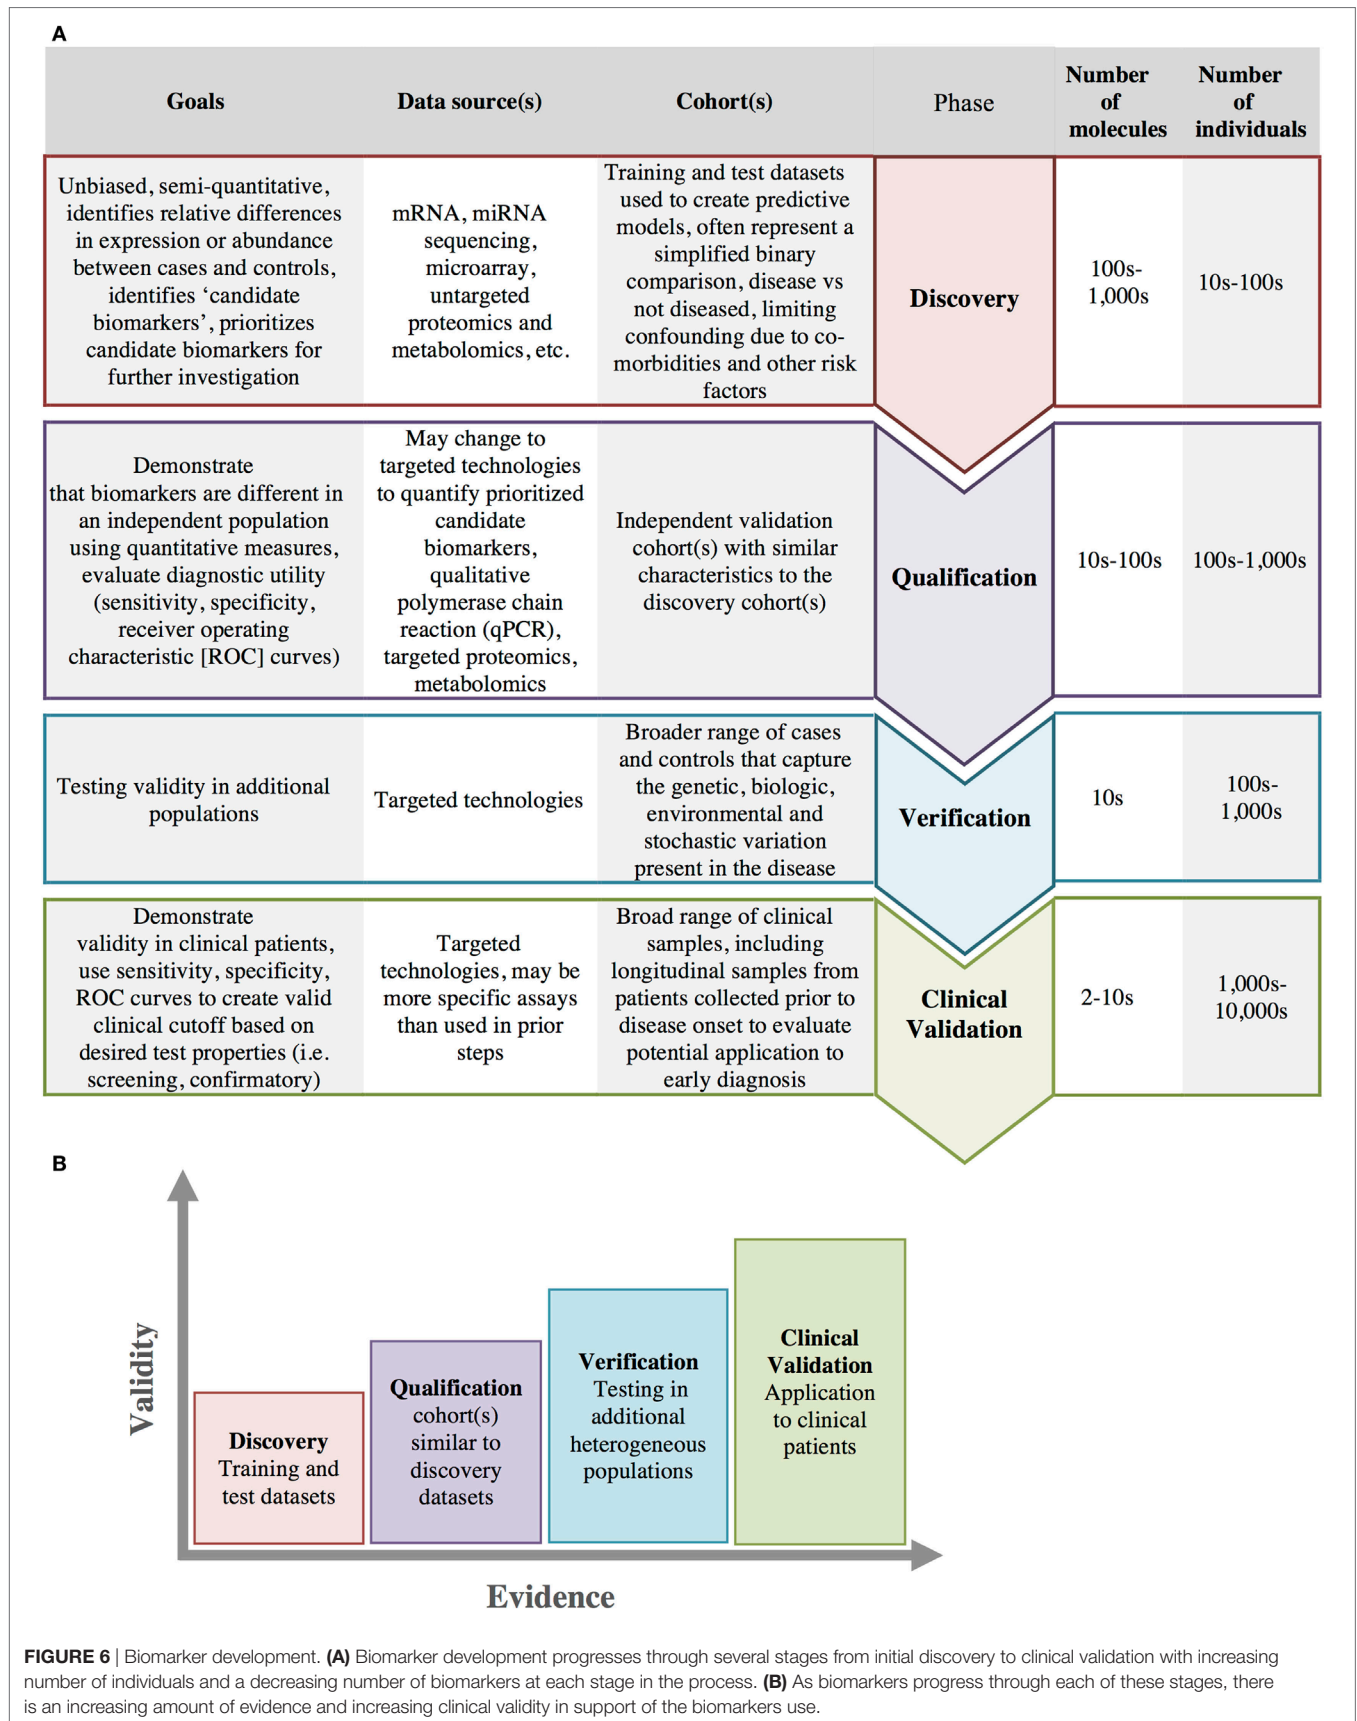 A
Goals
Data source(s)
Cohort(s)
Phase
Number
of
molecules
Number
of
individuals
Unbiased, semi-quantitative,
identifies relative differences
in expression or abundance
between cases and controls,
identifies ‘candidate
biomarkers’, prioritizes
candidate biomarkers for
further investigation
mRNA, miRNA
sequencing,
microarray,
untargeted
proteomics and
metabolomics, etc.
Training and test datasets
used to create predictive
models, often represent a
simplified binary
comparison, disease vs
not diseased, limiting
confounding due to co-
morbidities and other risk
factors
Discovery
100s-
1,000s
10s-100s
Demonstrate
that biomarkers are different in
an independent population
using quantitative measures,
evaluate diagnostic utility
(sensitivity, specificity,
receiver operating
characteristic [ROC] curves)
May change to
targeted technologies
to quantify prioritized
candidate
biomarkers,
qualitative
polymerase chain
reaction (qPCR),
targeted proteomics,
metabolomics
Independent validation
cohort(s) with similar
characteristics to the
discovery cohort(s)
Qualification
10s-100s
100s-1,000s
Testing validity in additional
populations
Targeted technologies
Broader range of cases
and controls that capture
the genetic, biologic,
environmental and
stochastic variation
present in the disease
Verification
10s
100s-
1,000s
Demonstrate
validity in clinical patients,
use sensitivity, specificity,
ROC curves to create valid
clinical cutoff based on
desired test properties (i.e.
screening, confirmatory)
Targeted
technologies, may be
more specific assays
than used in prior
steps
Broad range of clinical
samples, including
longitudinal samples from
patients collected prior to
disease onset to evaluate
potential application to
early diagnosis
Clinical
Validation
2-10s
1,000s-
10,000s
B
Validity
Discovery
Training and
test datasets
Qualification
cohort(s)
similar to
discovery
datasets
Verification
Testing in
additional
heterogeneous
populations
Clinical
Validation
Application
to clinical
patients
Evidence
FIGURE 6 | Biomarker development. (A) Biomarker development progresses through several stages from initial discovery to clinical validation with increasing
number of individuals and a decreasing number of biomarkers at each stage in the process. (B) As biomarkers progress through each of these stages, there
is an increasing amount of evidence and increasing clinical validity in support of the biomarkers use.